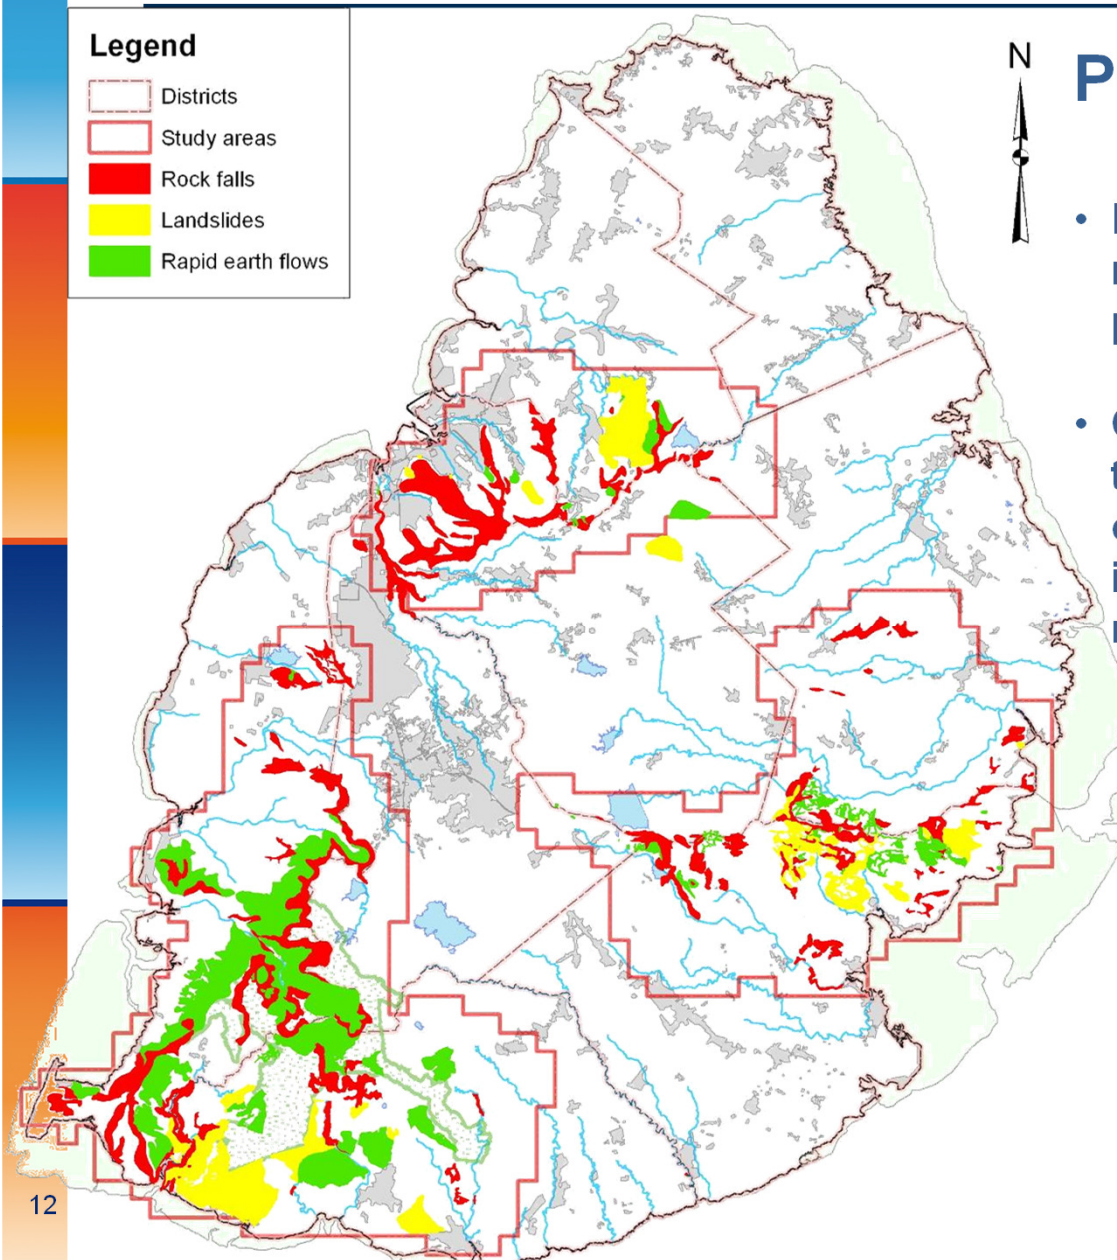 Legend
Districts
Study areas
Rock falls
Landslides
Rapid earth flows
N
P
12